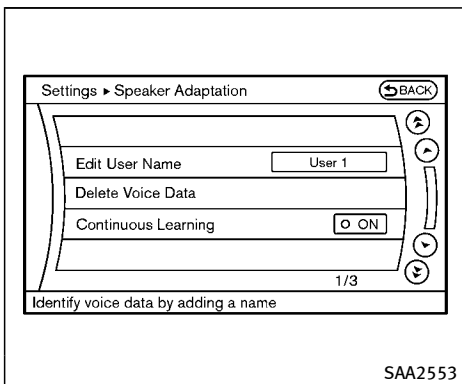 Settings ▸ Speaker Adaptation BACK
Edit User Name User 1
Delete Voice Data
Continuous Learning ON
1/3
Identify voice data by adding a name
SAA2553